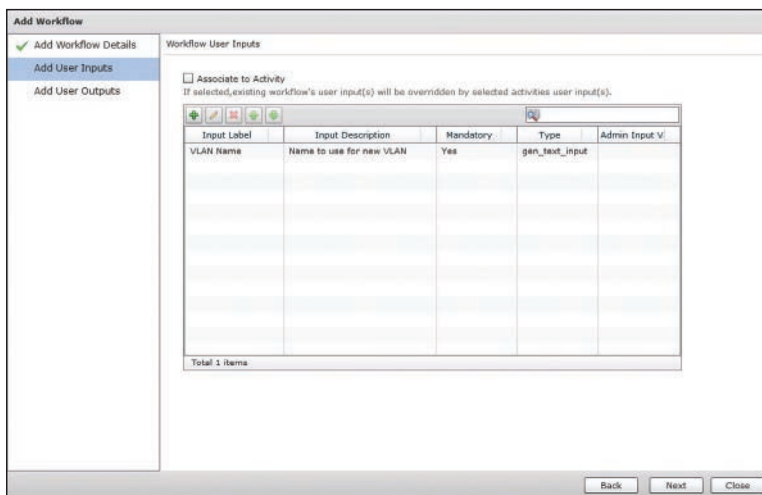 Add Workflow
Add Workflow Details
Add User Inputs
Add User Outputs
Workflow User Inputs
Associate to Activity
If selected,existing workflow's user input(s) will be overridden by selected activities user input(s).
Input Label Input Description Mandatory Type Admin Input V
VLAN Name Name to use for new VLAN Yes gen_text_input
Total 1 items
Back Next Close